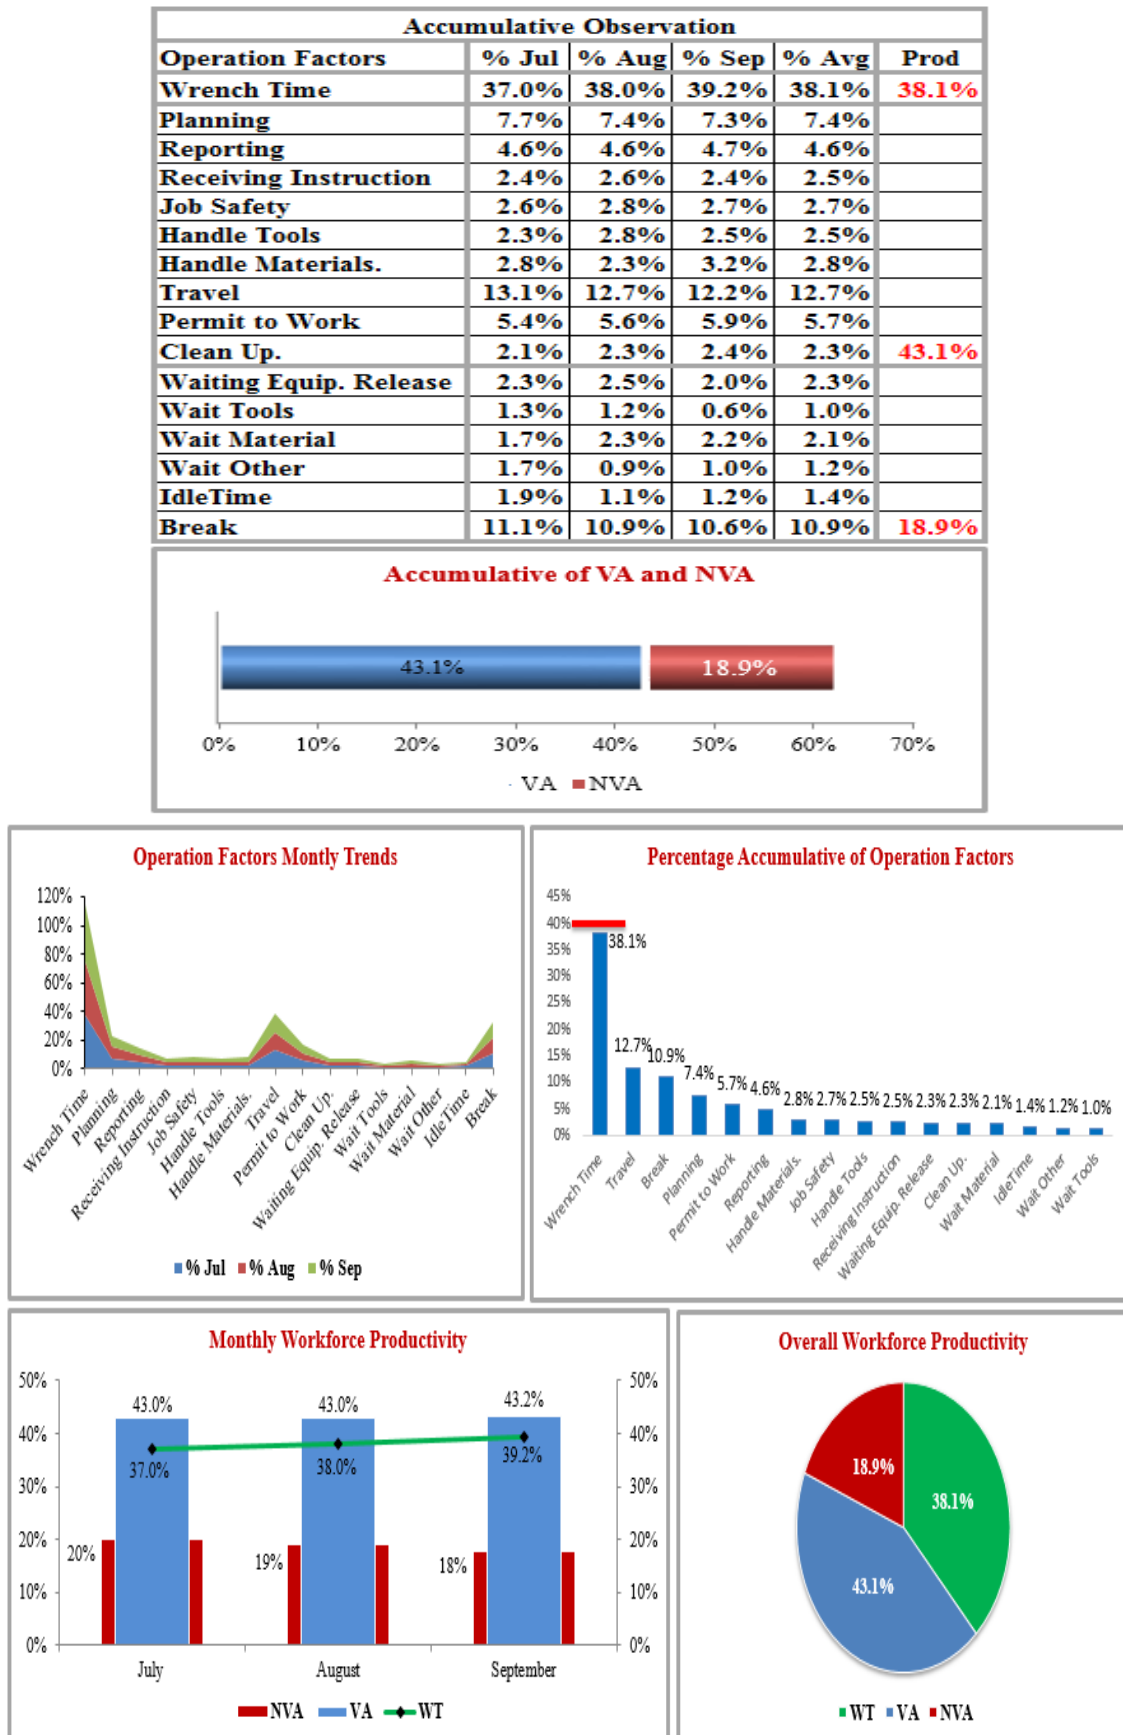 Accumulative Observation
Operation Factors % Jul % Aug % Sep % Avg Prod
Wrench Time 37.0% 38.0% 39.2% 38.1% 38.1%
Planning 7.7% 7.4% 7.3% 7.4%
Reporting 4.6% 4.6% 4.7% 4.6%
Receiving Instruction 2.4% 2.6% 2.4% 2.5%
Job Safety 2.6% 2.8% 2.7% 2.7%
Handle Tools 2.3% 2.8% 2.5% 2.5%
Handle Materials. 2.8% 2.3% 3.2% 2.8%
Travel 13.1% 12.7% 12.2% 12.7%
Permit to Work 5.4% 5.6% 5.9% 5.7%
Clean Up. 2.1% 2.3% 2.4% 2.3% 43.1%
Waiting Equip. Release 2.3% 2.5% 2.0% 2.3%
Wait Tools 1.3% 1.2% 0.6% 1.0%
Wait Material 1.7% 2.3% 2.2% 2.1%
Wait Other 1.7% 0.9% 1.0% 1.2%
IdleTime 1.9% 1.1% 1.2% 1.4%
Break 11.1% 10.9% 10.6% 10.9% 18.9%
Accumulative of VA and NVA
43.1% 18.9%
0% 10% 20% 30% 40% 50% 60% 70%
VA NVA
Operation Factors Montly Trends
120%
100%
80%
60%
40%
20%
0%
Wrench Time
Planning
Reporting
Receiving Instruction
Job Safety
Handle Tools
Handle Materials.
Travel
Permit to Work
Clean Up.
Waiting Equip. Release
Wait Tools
Wait Material
Wait Other
IdleTime
Break
% Jul % Aug % Sep
Percentage Accumulative of Operation Factors
45%
40%
35%
30%
25%
20%
15%
10%
5%
0%
38.1% 12.7% 10.9% 7.4% 5.7% 4.6% 2.8% 2.7% 2.5% 2.5% 2.3% 2.3% 2.1% 1.4% 1.2% 1.0%
Wrench Time
Travel
Break
Planning
Permit to Work
Reporting
Handle Materials.
Job Safety
Handle Tools
Receiving Instruction
Waiting Equip. Release
Clean Up.
Wait Material
IdleTime
Wait Other
Wait Tools
Monthly Workforce Productivity
50%
40%
30%
20%
10%
0%
43.0% 43.0% 43.2%
37.0% 38.0% 39.2%
20% 19% 18%
50%
40%
30%
20%
10%
0%
July August September
NVA VA WT
Overall Workforce Productivity
18.9%
38.1%
43.1%
WT VA NVA